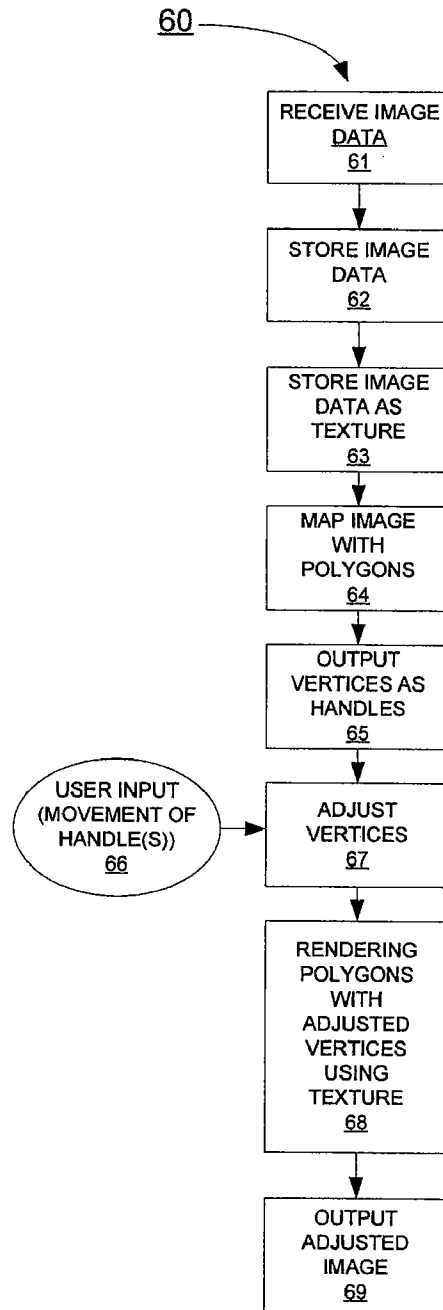 60
RECEIVE IMAGE
DATA
61
STORE IMAGE
DATA
62
STORE IMAGE
DATA AS
TEXTURE
63
MAP IMAGE
WITH
POLYGONS
64
OUTPUT
VERTICES AS
HANDLES
65
USER INPUT
(MOVEMENT OF
HANDLE(S))
66
ADJUST
VERTICES
67
RENDERING
POLYGONS
WITH
ADJUSTED
VERTICES
USING
TEXTURE
68
OUTPUT
ADJUSTED
IMAGE
69